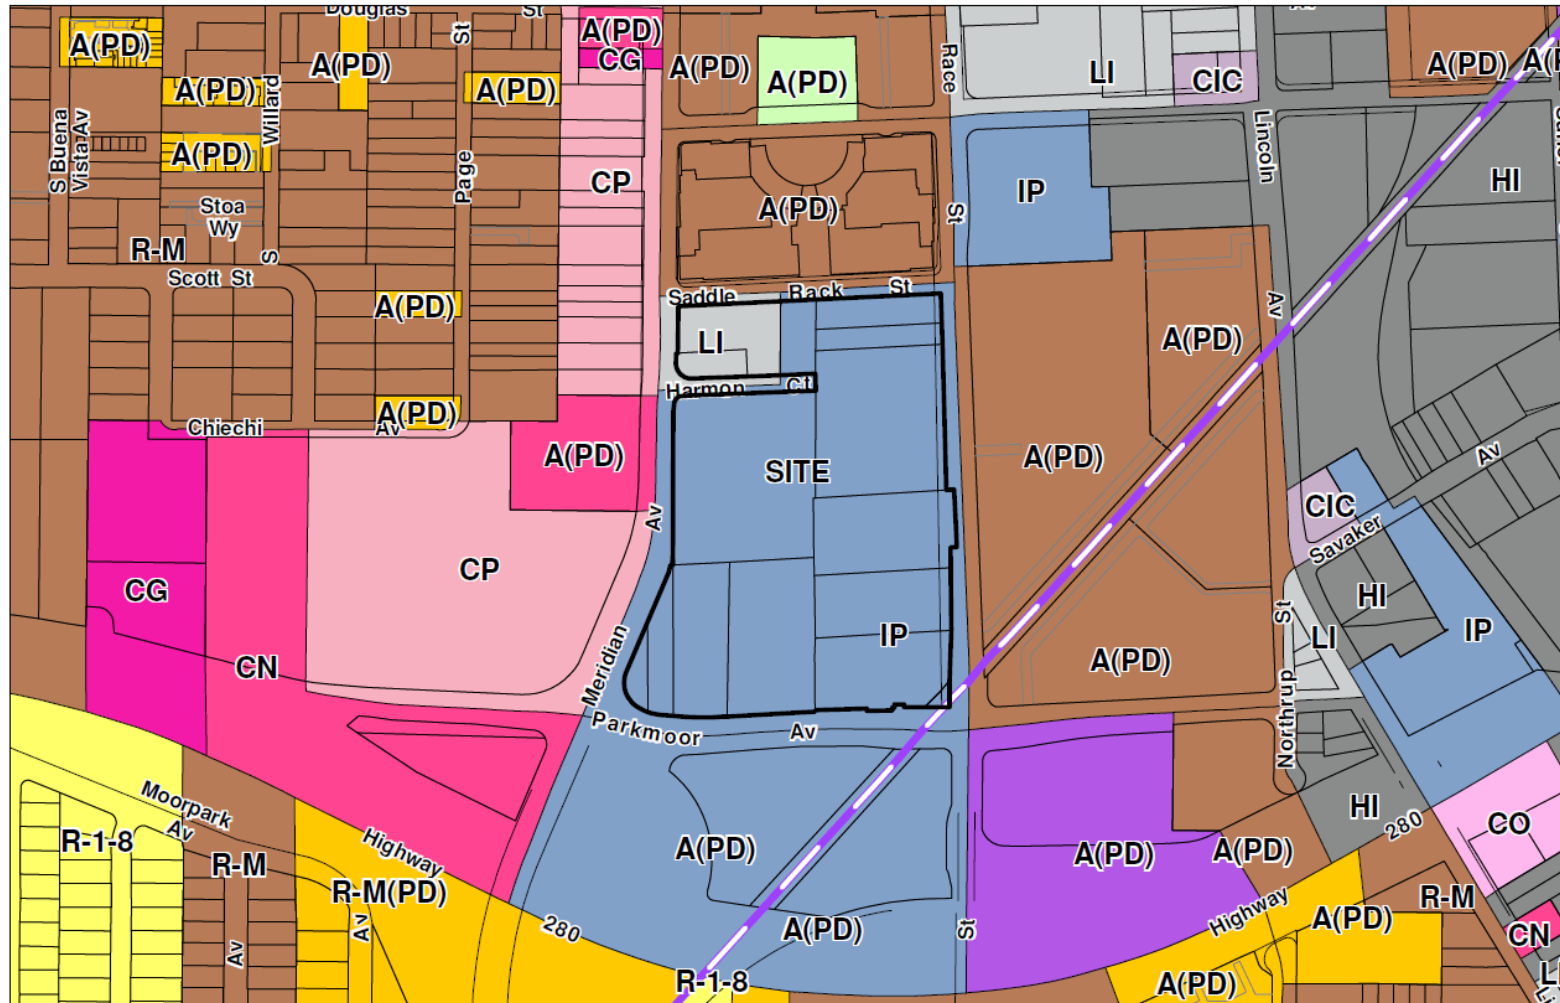 Douglas
St
A(PD)
A(PD)
St
A(PD)
CG
A(PD)
A(PD)
Race
LI
CIC
A(PD)
A(PD)
A(PD)
Willard
S Buena
Vista Av
A(PD)
Page
CP
A(PD)
St
IP
Lincoln
HI
Stoa
Wy
R-M
S
Scott St
A(PD)
Saddle Rack St
LI
Av
A(PD)
Harmon Ct
A(PD)
Chiechi Av
A(PD)
SITE
A(PD)
Av
Av
CIC
Savaker
CG
CP
HI
CN
Meridian
IP
St
LI
IP
A(PD)
Parkmoor Av
Northrup
Moorpark
Av
R-1-8
R-M
Highway
R-M(PD)
A(PD)
A(PD)
A(PD)
HI
280
CO
Av
Av
280
A(PD)
St
Highway
A(PD)
R-M
CN
R-1-8
A(PD)